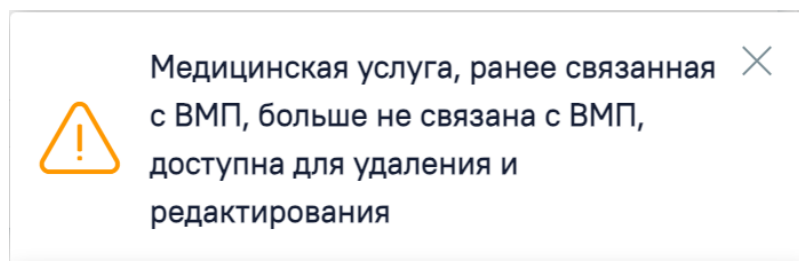 Медицинская услуга, ранее связанная
с ВМП, больше не связана с ВМП,
доступна для удаления и
редактирования